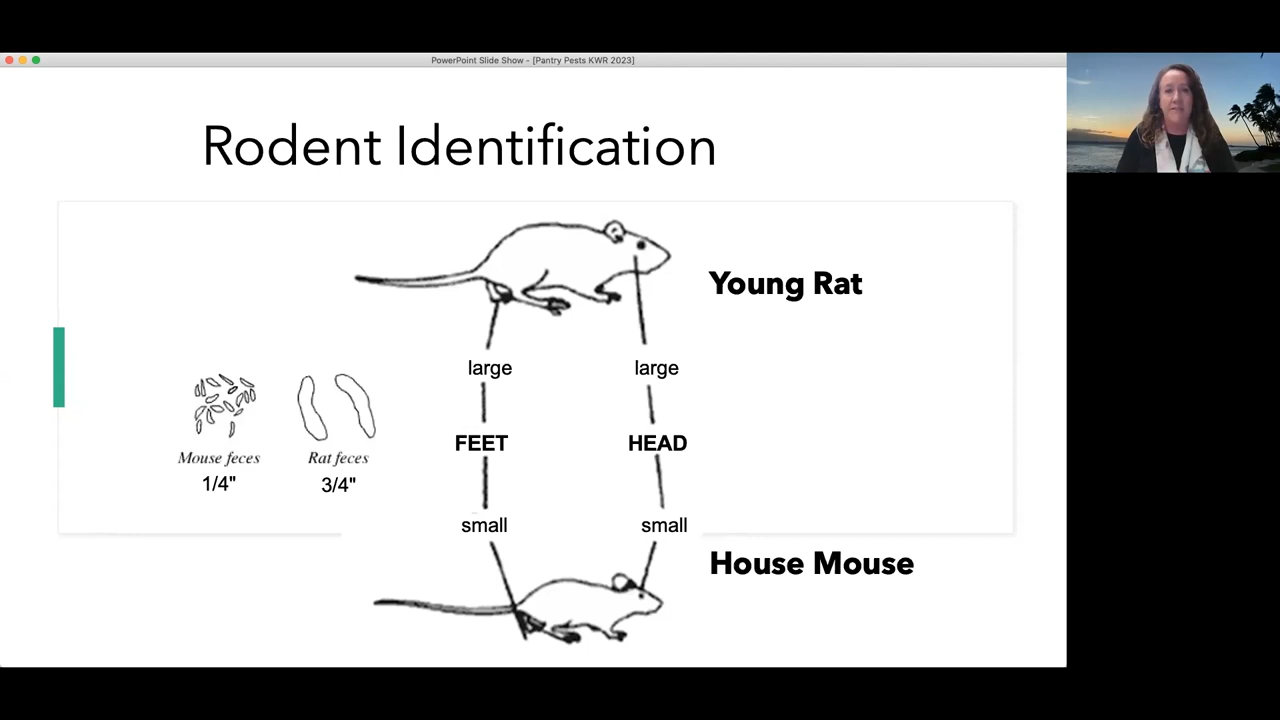 PowerPoint Slide Show - [Pantry Pests KWR 2023]
Rodent Identification
Young Rat
large
large
Mouse feces
Rat feces
1/4"
3/4"
FEET
HEAD
small
small
House Mouse